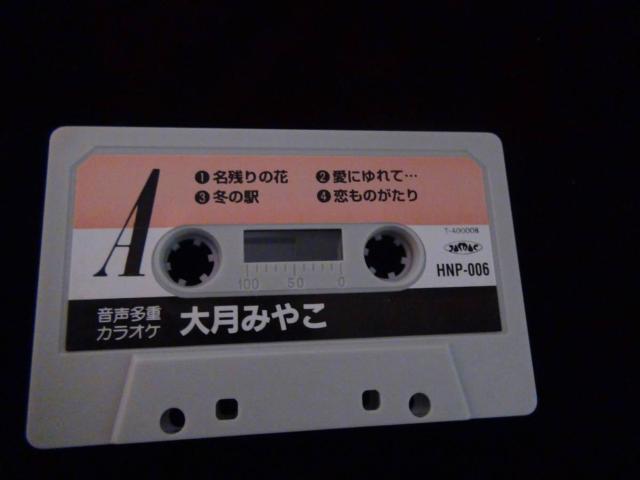 A
❶名残りの花 ❷愛にゆれて…
❸冬の駅 ❹恋ものがたり
T-400008
JASRAC
HNP-006
100 50 0
音声多重
カラオケ
大月みやこ